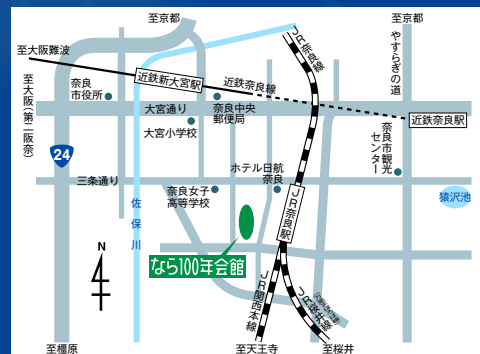 至京都
至京都
至大阪難波
近鉄新大宮駅
近鉄奈良線
JR奈良線
やすらぎの道
至大阪(第二阪奈)
奈良
市役所
大宮通り
大宮小学校
奈良中央
郵便局
近鉄奈良駅
奈良市観光
センター
24
三条通り
ホテル日航
奈良
奈良女子
高等学校
JR奈良駅
猿沢池
佐保川
N
なら100年会館
JR関西本線
JR桜井線
至橿原
至天王寺
至桜井